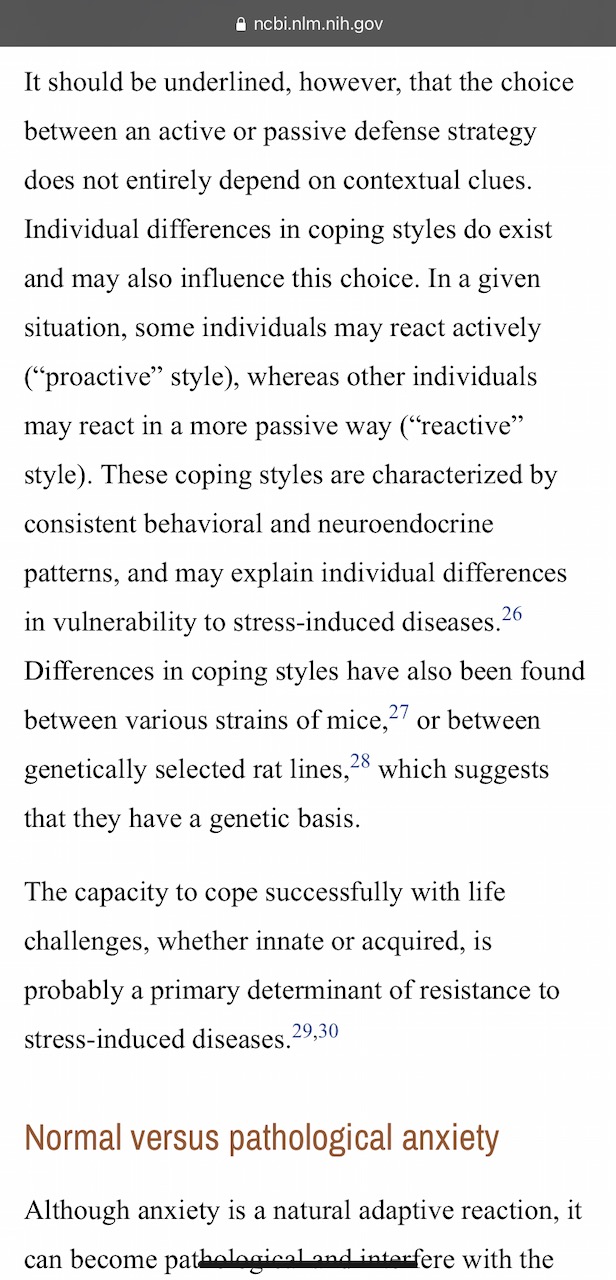 ncbi.nlm.nih.gov
It should be underlined, however, that the choice
between an active or passive defense strategy
does not entirely depend on contextual clues.
Individual differences in coping styles do exist
and may also influence this choice. In a given
situation, some individuals may react actively
(“proactive” style), whereas other individuals
may react in a more passive way (“reactive”
style). These coping styles are characterized by
consistent behavioral and neuroendocrine
patterns, and may explain individual differences
in vulnerability to stress-induced diseases.26
Differences in coping styles have also been found
between various strains of mice,27 or between
genetically selected rat lines,28 which suggests
that they have a genetic basis.
The capacity to cope successfully with life
challenges, whether innate or acquired, is
probably a primary determinant of resistance to
stress-induced diseases.29,30
Normal versus pathological anxiety
Although anxiety is a natural adaptive reaction, it
can become pathological and interfere with the